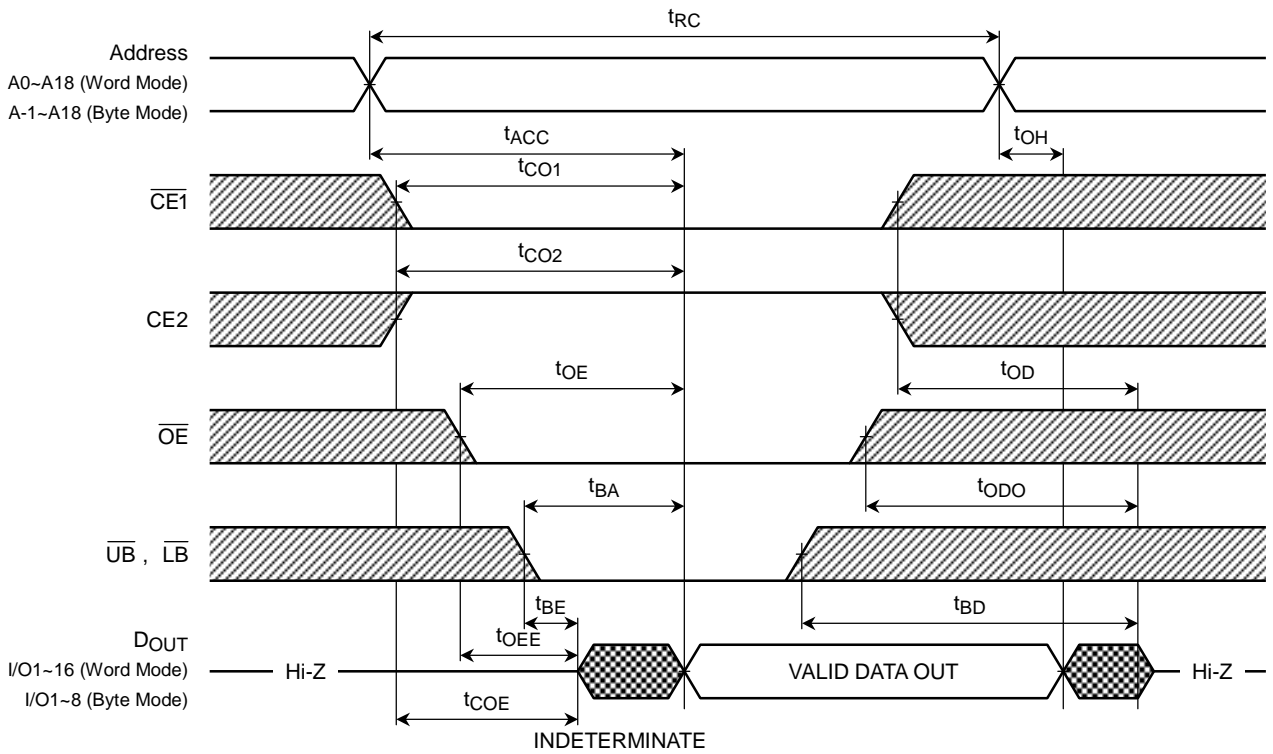 tRC
Address
A0~A18 (Word Mode)
A-1~A18 (Byte Mode)
tACC
tOH
tCO1
CE1
tCO2
CE2
tOE
tOD
OE
tBA
tODO
UB , LB
tBE
tBD
DOUT
tOEE
I/O1~16 (Word Mode)
Hi-Z
VALID DATA OUT
Hi-Z
I/O1~8 (Byte Mode)
tCOE
INDETERMINATE